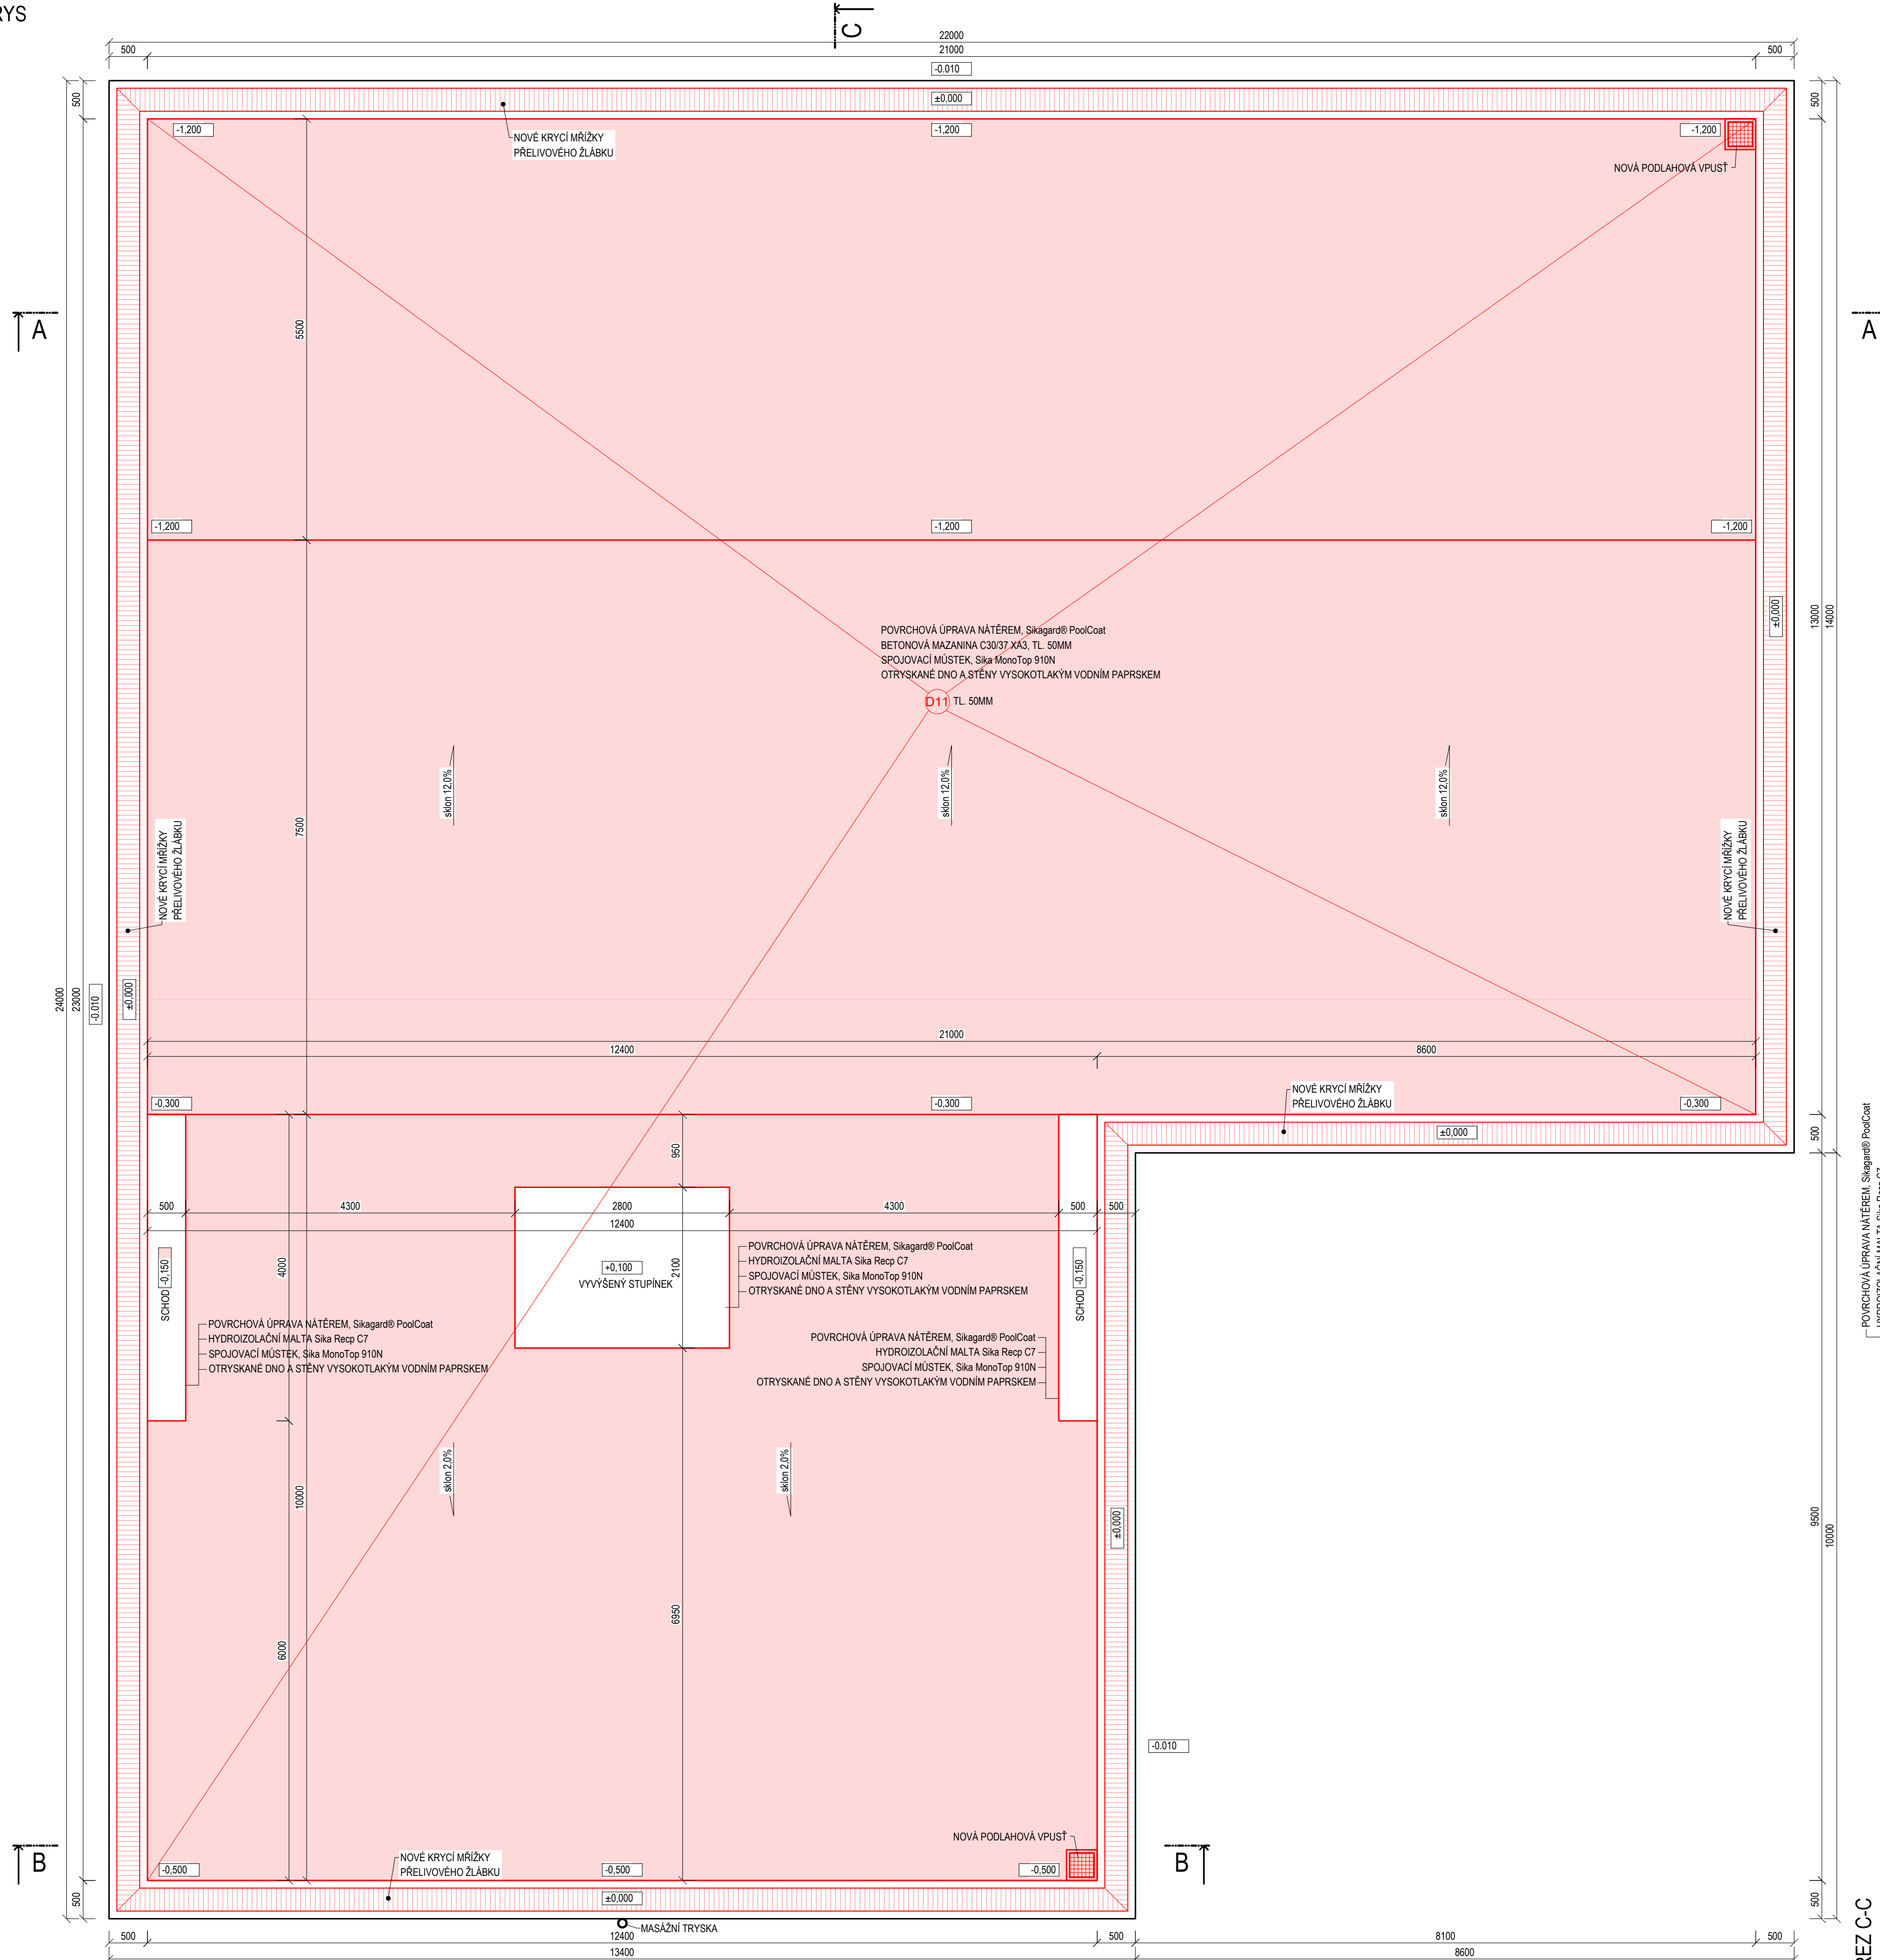 RYS
C
22000
500
21000
500
-0.010
500
±0,000
500
-1,200
-1,200
-1,200
NOVÉ KRYCÍ MŘÍŽKY
PŘELIVOVÉHO ŽLÁBKU
NOVÁ PODLAHOVÁ VPUSŤ
A
A
5500
-1,200
-1,200
-1,200
±0,000
13000
14000
POVRCHOVÁ ÚPRAVA NÁTĚREM, Sikagard® PoolCoat
BETONOVÁ MAZANINA C30/37 XA3, TL. 50MM
SPOJOVACÍ MŮSTEK, Sika MonoTop 910N
OTRYSKANÉ DNO A STĚNY VYSOKOTLAKÝM VODNÍM PAPRSKEM
D11 TL. 50MM
sklon 12,0%
sklon 12,0%
sklon 12,0%
7500
NOVÉ KRYCÍ MŘÍŽKY
PŘELIVOVÉHO ŽLÁBKU
NOVÉ KRYCÍ MŘÍŽKY
PŘELIVOVÉHO ŽLÁBKU
24000
23000
-0.010
±0,000
21000
12400
8600
-0,300
-0,300
-0,300
NOVÉ KRYCÍ MŘÍŽKY
PŘELIVOVÉHO ŽLÁBKU
±0,000
500
950
500
4300
2800
4300
500
500
12400
SCHOD -0,150
4000
+0,100
VYVÝŠENÝ STUPÍNEK
2100
POVRCHOVÁ ÚPRAVA NÁTĚREM, Sikagard® PoolCoat
HYDROIZOLAČNÍ MALTA Sika Recp C7
SPOJOVACÍ MŮSTEK, Sika MonoTop 910N
OTRYSKANÉ DNO A STĚNY VYSOKOTLAKÝM VODNÍM PAPRSKEM
SCHOD -0,150
POVRCHOVÁ ÚPRAVA NÁTĚREM, Sikagard® PoolCoat
HYDROIZOLAČNÍ MALTA Sika Recp C7
SPOJOVACÍ MŮSTEK, Sika MonoTop 910N
OTRYSKANÉ DNO A STĚNY VYSOKOTLAKÝM VODNÍM PAPRSKEM
POVRCHOVÁ ÚPRAVA NÁTĚREM, Sikagard® PoolCoat
HYDROIZOLAČNÍ MALTA Sika Recp C7
SPOJOVACÍ MŮSTEK, Sika MonoTop 910N
OTRYSKANÉ DNO A STĚNY VYSOKOTLAKÝM VODNÍM PAPRSKEM
POVRCHOVÁ ÚPRAVA NÁTĚREM, Sikagard® PoolCoat
sklon 2,0%
sklon 2,0%
10000
6000
6950
±0,000
9500
10000
-0.010
NOVÁ PODLAHOVÁ VPUSŤ
B
B
NOVÉ KRYCÍ MŘÍŽKY
PŘELIVOVÉHO ŽLÁBKU
-0,500
-0,500
-0,500
500
±0,000
500
MASÁŽNÍ TRYSKA
500
12400
500
8100
500
13400
8600
ŘEZ C-C